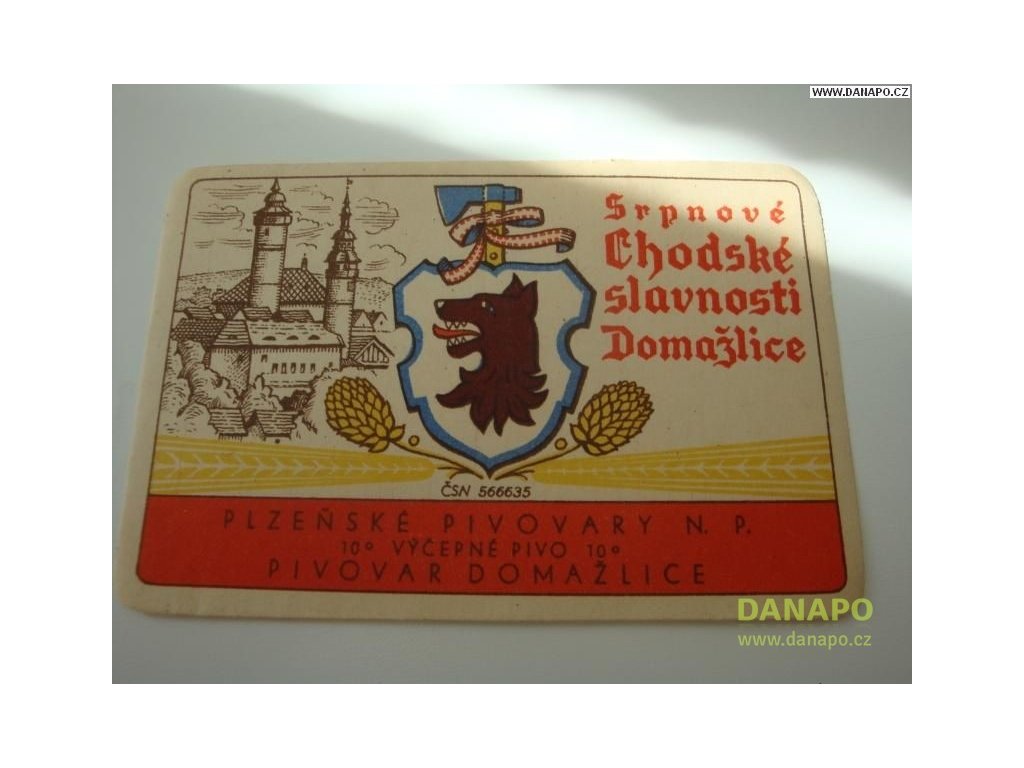 WWW.DANAPO.CZ
Srpnové
Chodské
slavnosti
Domažlice
ČSN 566635
PLZEŇSKÉ PIVOVARY N. P.
10° VÝČEPNÉ PIVO 10°
PIVOVAR DOMAŽLICE
DANAPO
www.danapo.cz